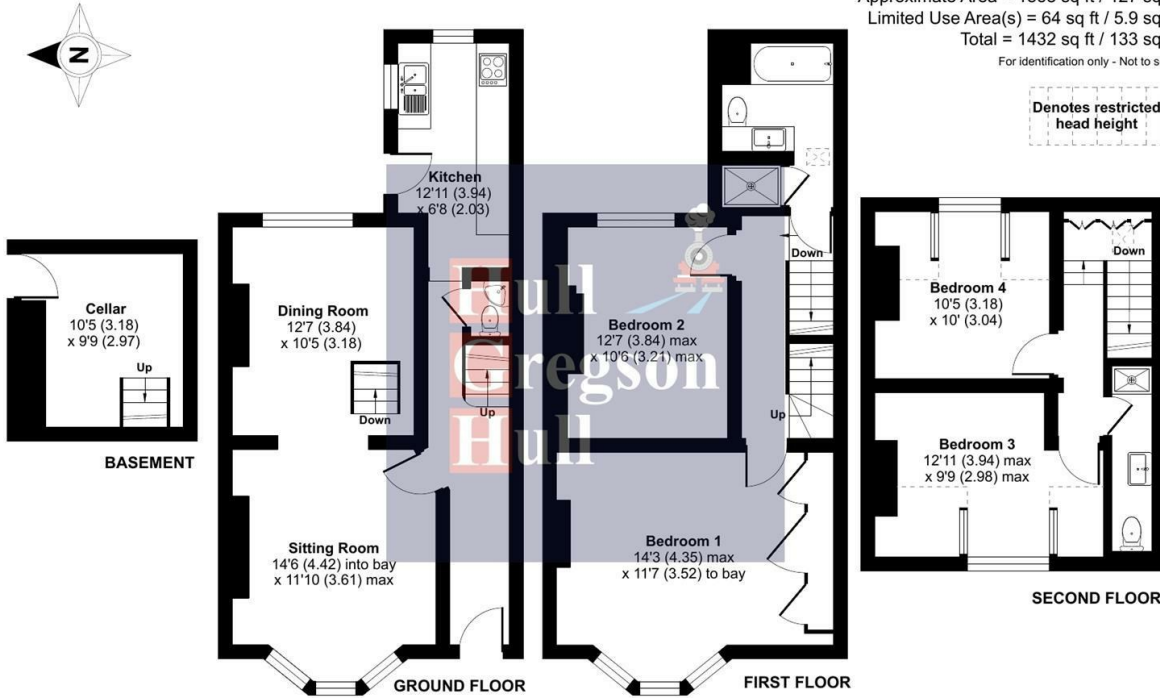 Limited Use Area(s) = 64 sq ft / 5.9 sq
Total = 1432 sq ft / 133 sq
For identification only - Not to s
N
Denotes restricted
head height
Kitchen
12'11 (3.94)
x 6'8 (2.03)
Cellar
10'5 (3.18)
x 9'9 (2.97)
Up
BASEMENT
Dining Room
12'7 (3.84)
x 10'5 (3.18)
Down
Up
Sitting Room
14'6 (4.42) into bay
x 11'10 (3.61) max
GROUND FLOOR
Hull
Gregson
Hull
Down
Bedroom 2
12'7 (3.84) max
x 10'6 (3.21) max
Up
Bedroom 1
14'3 (4.35) max
x 11'7 (3.52) to bay
FIRST FLOOR
Down
Bedroom 4
10'5 (3.18)
x 10' (3.04)
Bedroom 3
12'11 (3.94) max
x 9'9 (2.98) max
SECOND FLOOR